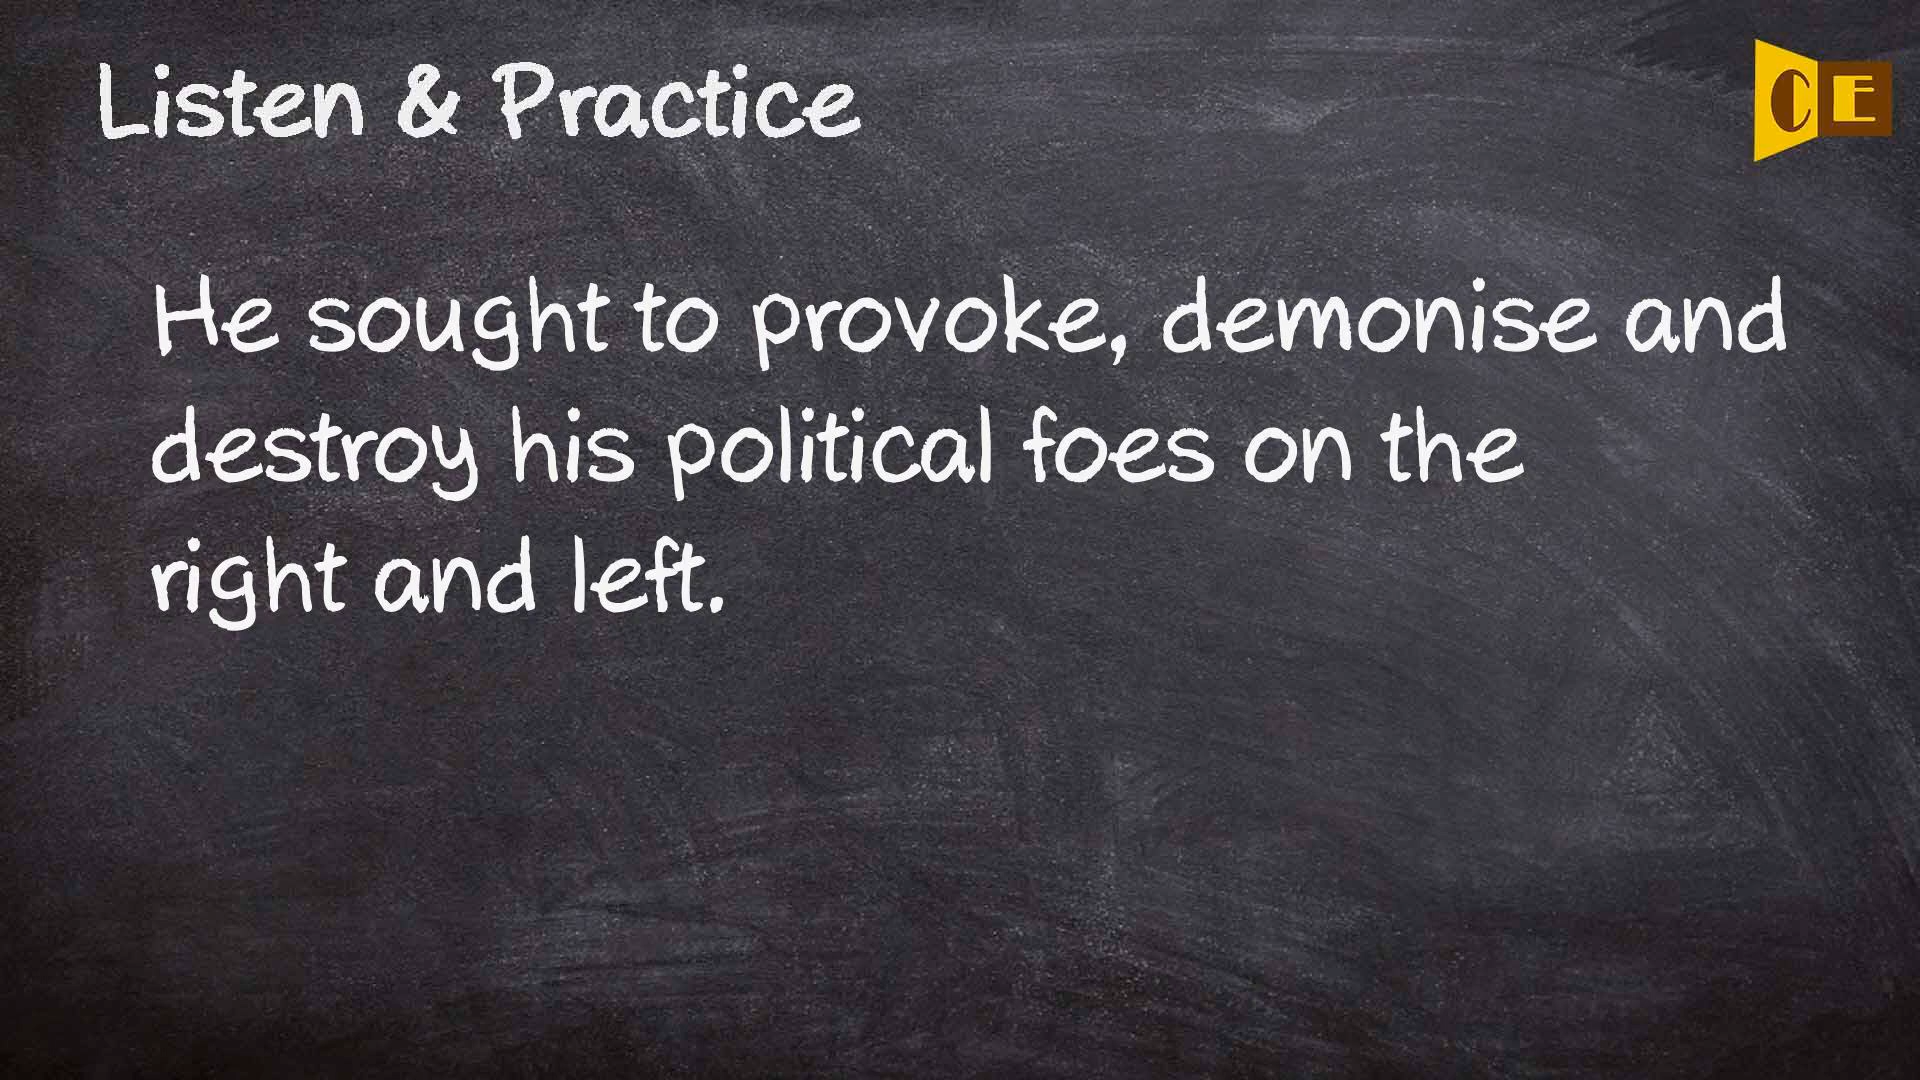 Listen & Practice
CE
He sought to provoke, demonise and
destroy his political foes on the
right and left.